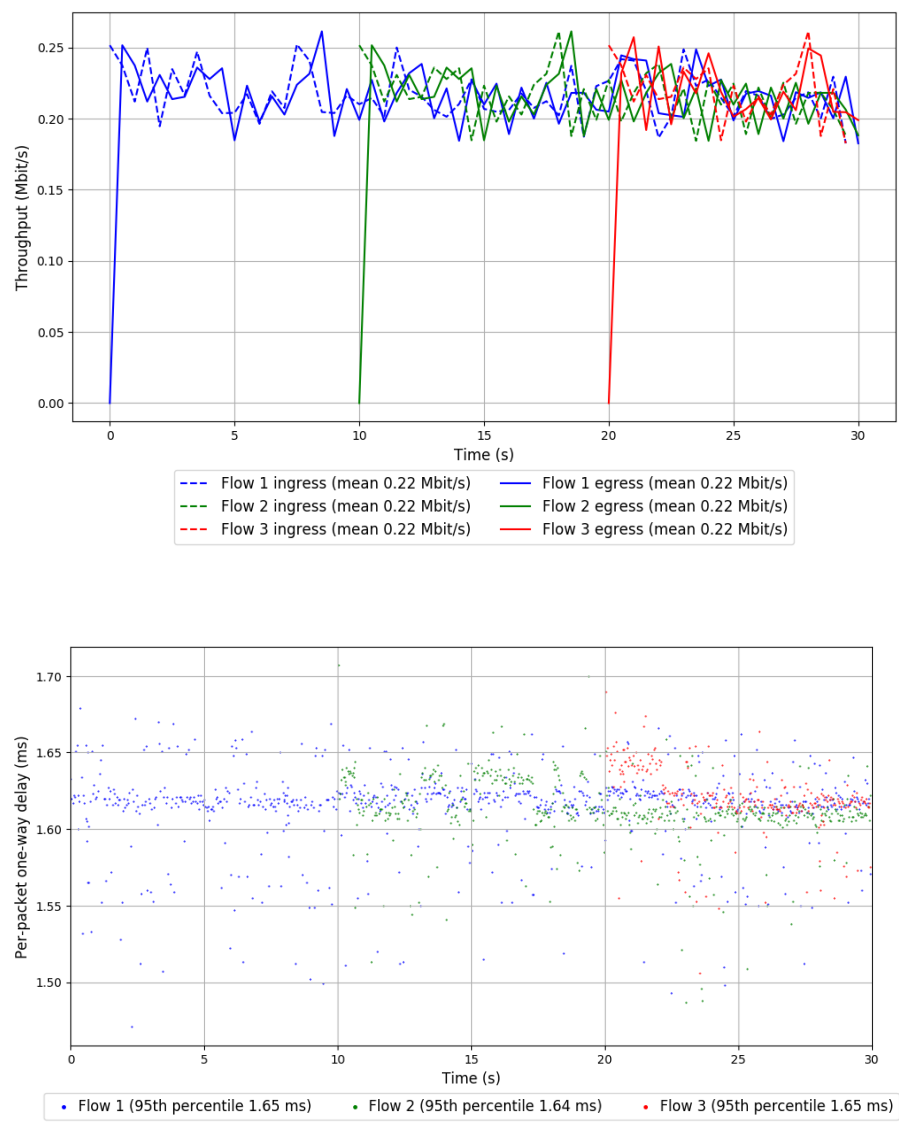 0.25
0.20
0.15
0.10
0.05
0.00
Throughput (Mbit/s)
0 5 10 15 20 25 30
Time (s)
Flow 1 ingress (mean 0.22 Mbit/s) Flow 1 egress (mean 0.22 Mbit/s)
Flow 2 ingress (mean 0.22 Mbit/s) Flow 2 egress (mean 0.22 Mbit/s)
Flow 3 ingress (mean 0.22 Mbit/s) Flow 3 egress (mean 0.22 Mbit/s)
1.70
1.65
1.60
1.55
1.50
Per-packet one-way delay (ms)
0 5 10 15 20 25 30
Time (s)
Flow 1 (95th percentile 1.65 ms) Flow 2 (95th percentile 1.64 ms) Flow 3 (95th percentile 1.65 ms)